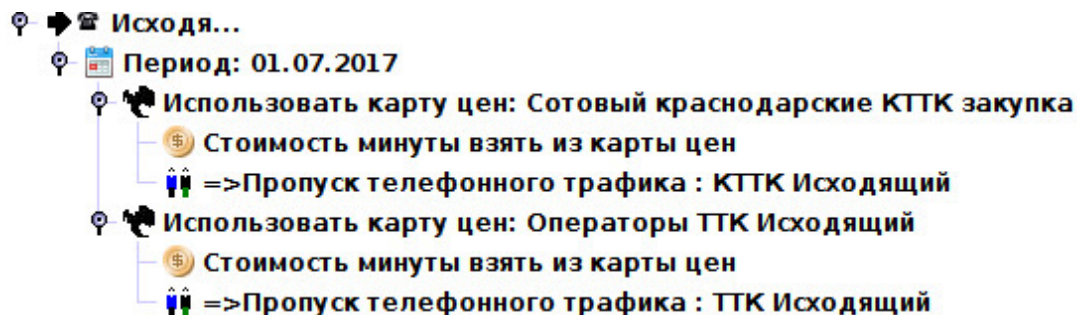 Исходя...
Период: 01.07.2017
Использовать карту цен: Сотовый краснодарские КТТК закупка
Стоимость минуты взять из карты цен
=>Пропуск телефонного трафика : КТТК Исходящий
Использовать карту цен: Операторы ТТК Исходящий
Стоимость минуты взять из карты цен
=>Пропуск телефонного трафика : ТТК Исходящий